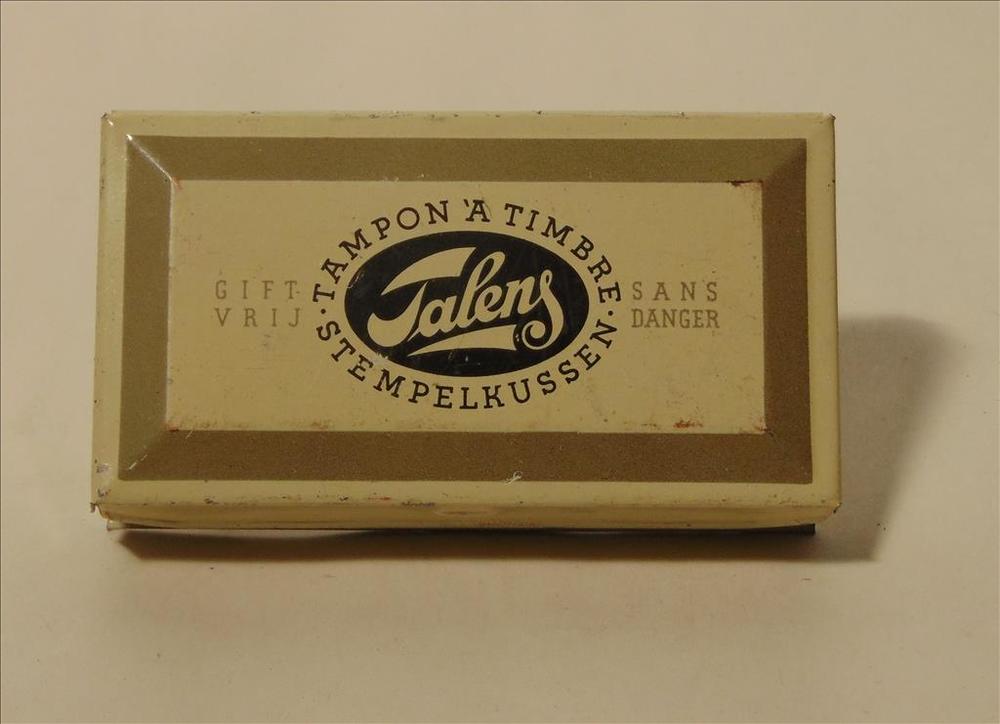 TAMPON 'A TIMBRE
GIFT-
VRIJ
Talens
SANS
DANGER
· STEMPELKUSSEN ·